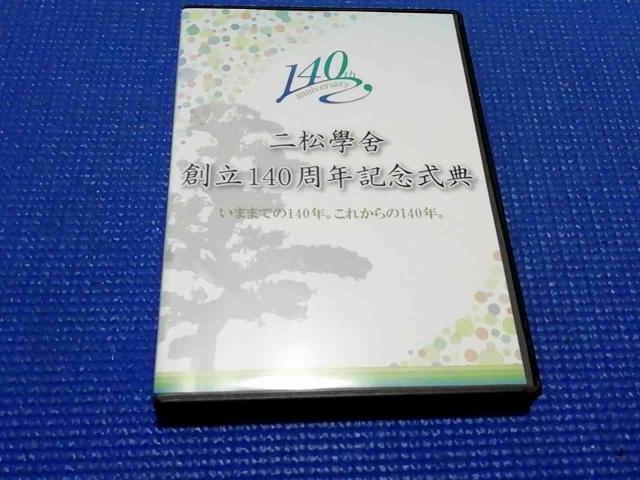 140th
anniversary
二松學舍
創立140周年記念式典
いままでの140年。これからの140年。